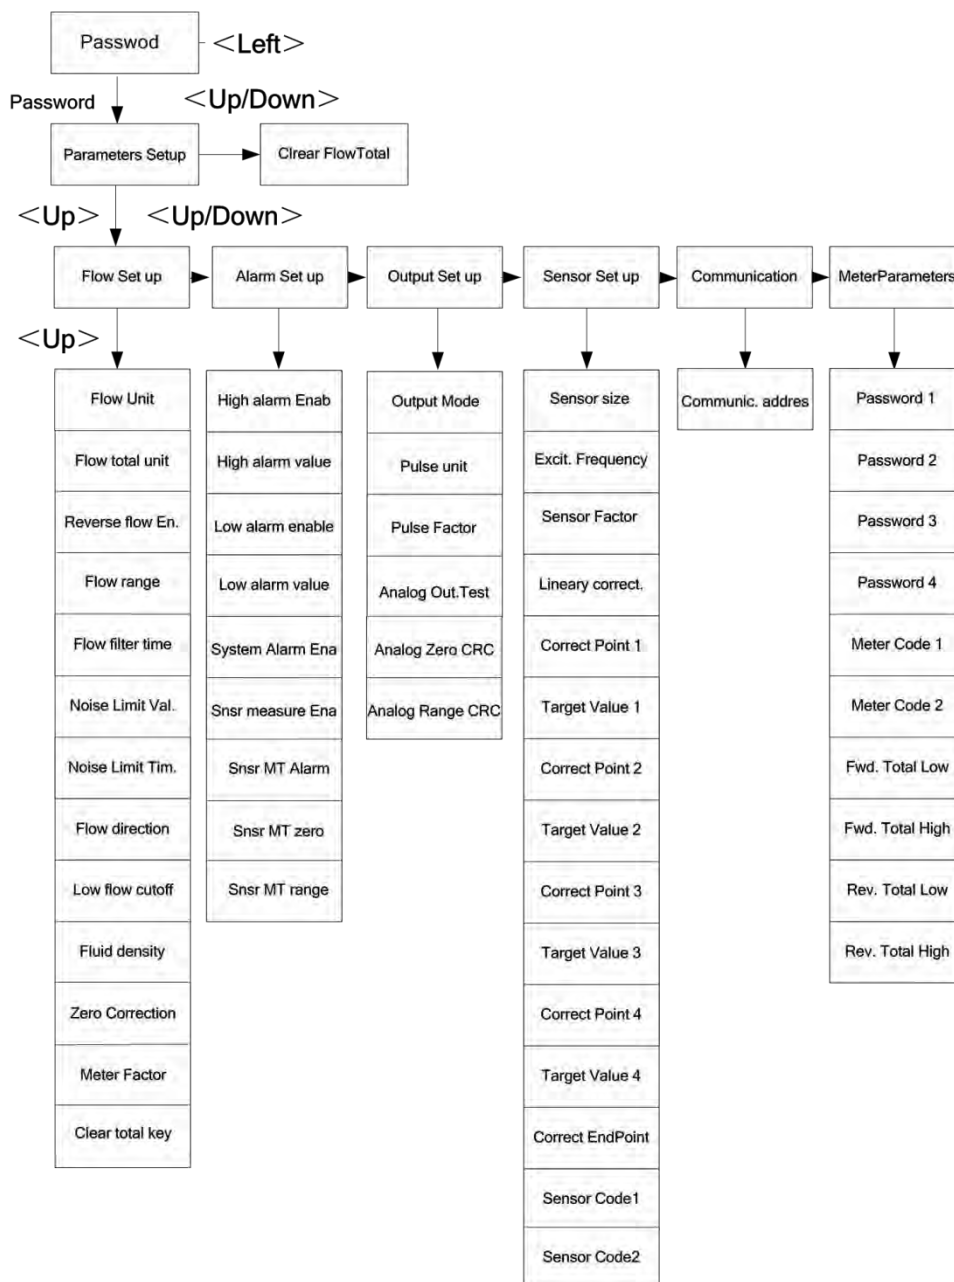 Passwod
<Left>
Password
<Up/Down>
Parameters Setup
Clrear FlowTotal
<Up>
<Up/Down>
Flow Set up
Alarm Set up
Output Set up
Sensor Set up
Communication
MeterParameters
<Up>
Flow Unit
Flow total unit
Reverse flow En.
Flow range
Flow filter time
Noise Limit Val.
Noise Limit Tim.
Flow direction
Low flow cutoff
Fluid density
Zero Correction
Meter Factor
Clear total key
High alarm Enab
High alarm value
Low alarm enable
Low alarm value
System Alarm Ena
Snsr measure Ena
Snsr MT Alarm
Snsr MT zero
Snsr MT range
Output Mode
Pulse unit
Pulse Factor
Analog Out.Test
Analog Zero CRC
Analog Range CRC
Sensor size
Excit. Frequency
Sensor Factor
Lineary correct.
Correct Point 1
Target Value 1
Correct Point 2
Target Value 2
Correct Point 3
Target Value 3
Correct Point 4
Target Value 4
Correct EndPoint
Sensor Code1
Sensor Code2
Communic. addres
Password 1
Password 2
Password 3
Password 4
Meter Code 1
Meter Code 2
Fwd. Total Low
Fwd. Total High
Rev. Total Low
Rev. Total High